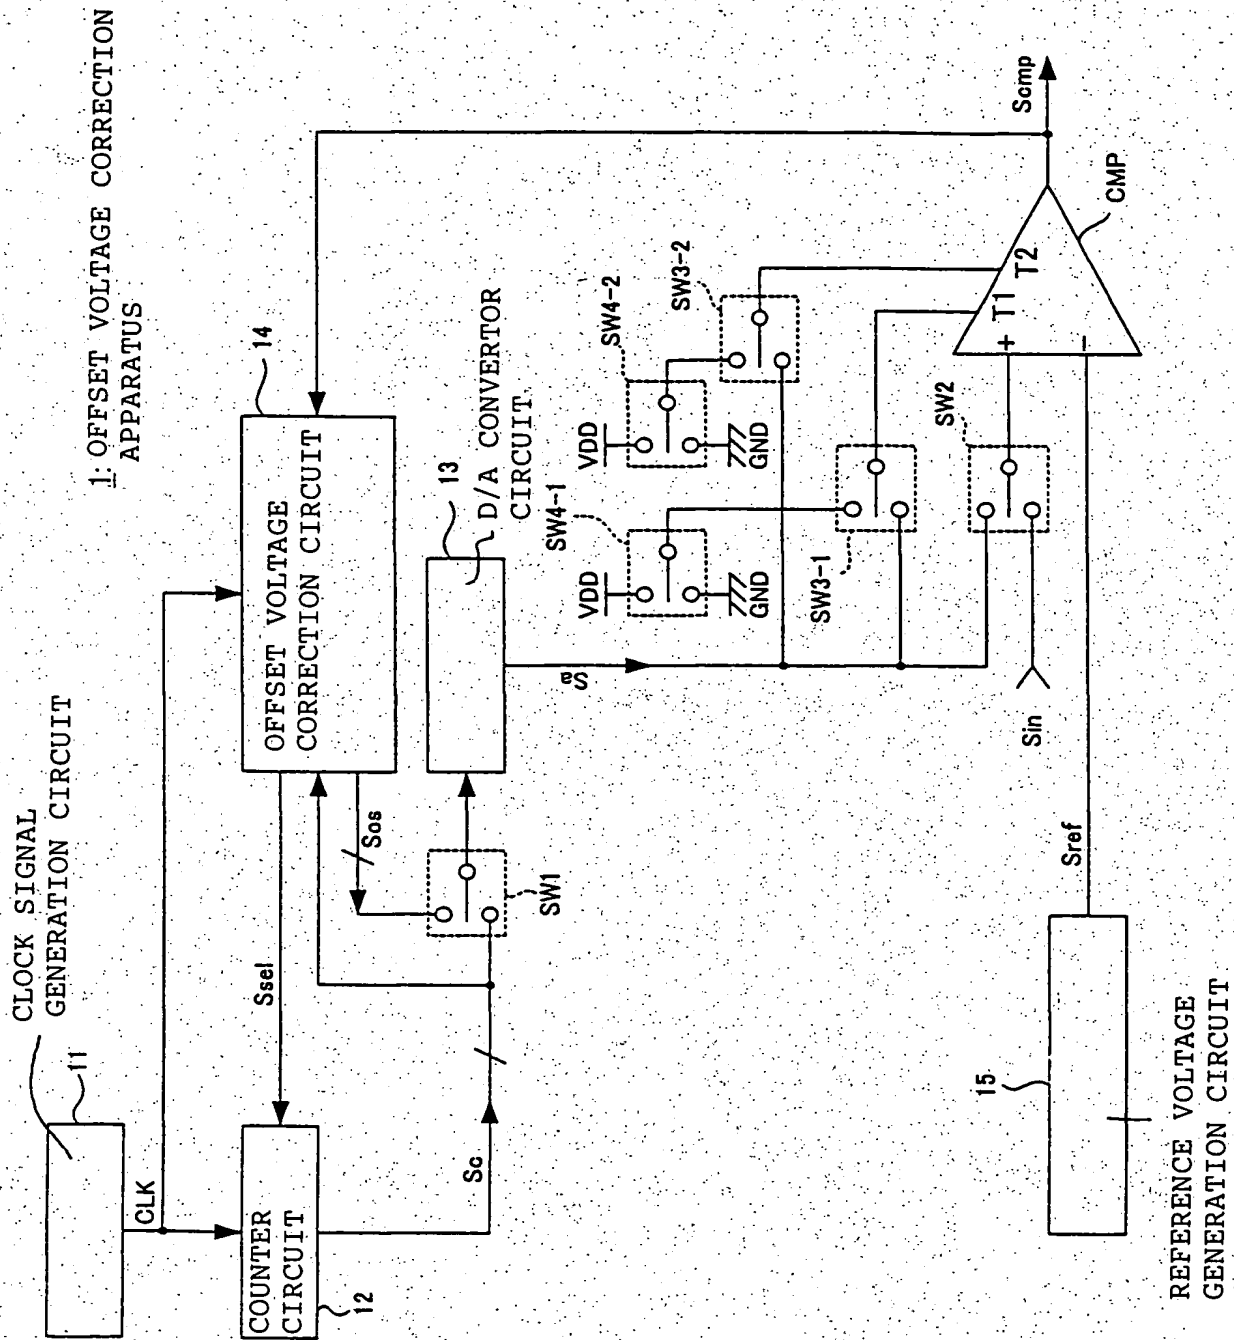 1: OFFSET VOLTAGE CORRECTION
APPARATUS
CLOCK SIGNAL
GENERATION CIRCUIT
11
CLK
COUNTER
CIRCUIT
12
Ssel
Sc
OFFSET VOLTAGE
CORRECTION CIRCUIT
14
Sos
SW1
13
D/A CONVERTOR
CIRCUIT
Sa
SW4-1
VDD
GND
SW4-2
VDD
GND
SW3-2
SW3-1
SW2
Sin
T1
T2
+
-
CMP
Scmp
Sref
15
REFERENCE VOLTAGE
GENERATION CIRCUIT